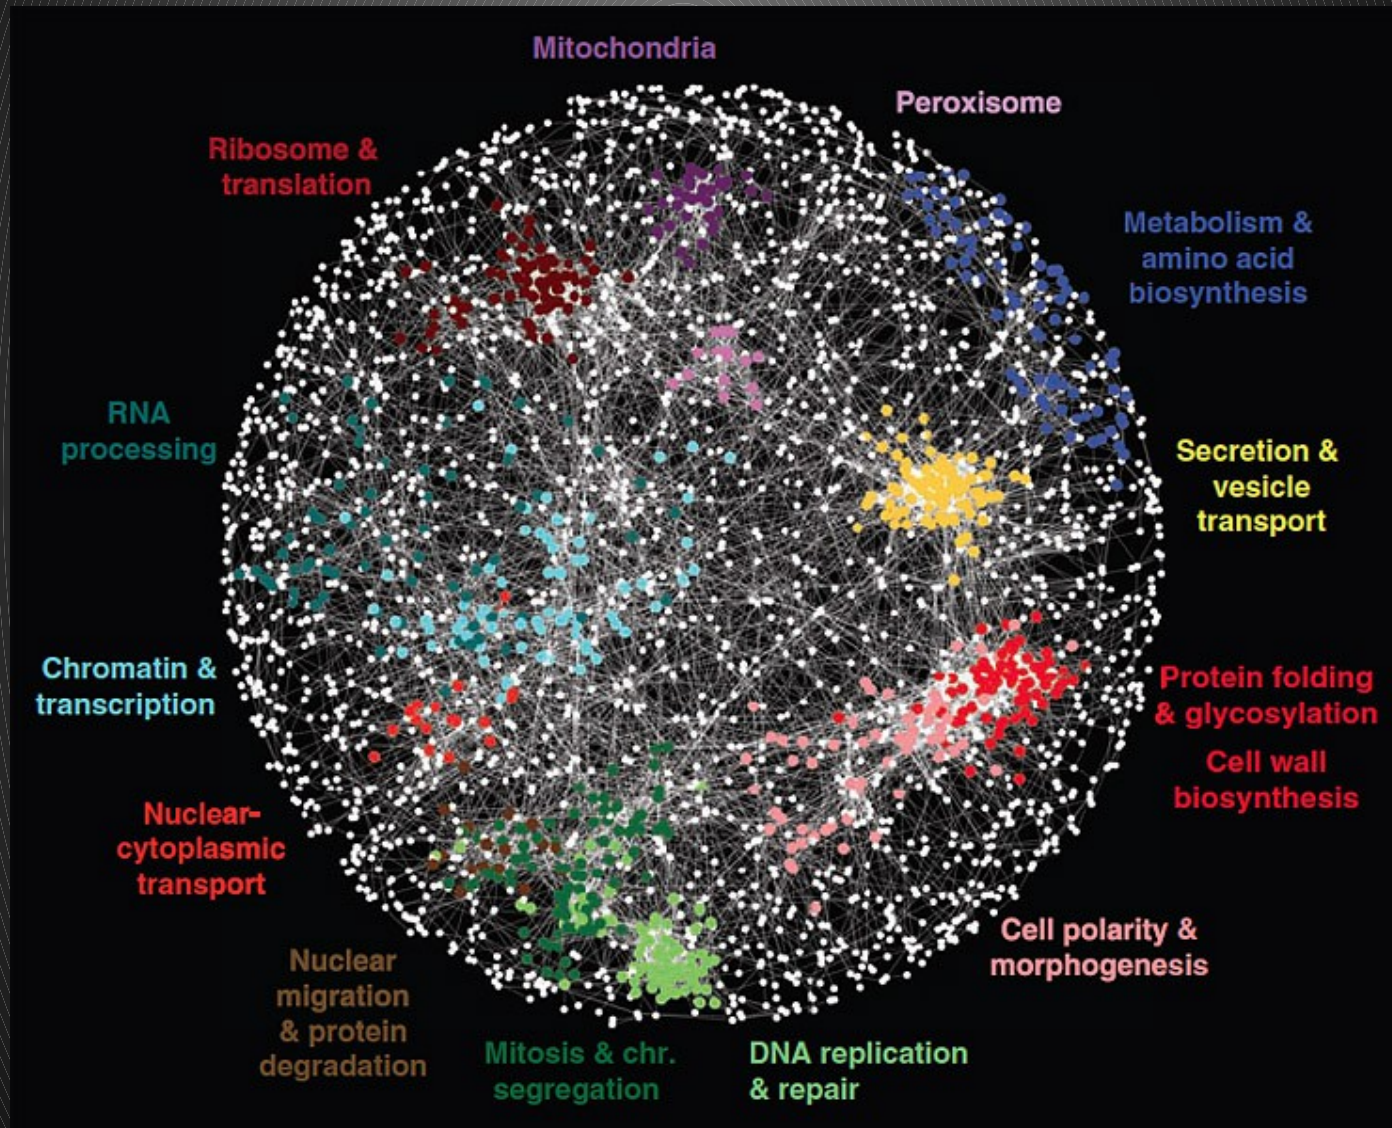 Mitochondria
Peroxisome
Ribosome &
translation
Metabolism &
amino acid
biosynthesis
RNA
processing
Secretion &
vesicle
transport
Chromatin &
transcription
Protein folding
& glycosylation
Cell wall
biosynthesis
Nuclear-
cytoplasmic
transport
Cell polarity &
morphogenesis
Nuclear
migration
& protein
degradation
Mitosis & chr.
segregation
DNA replication
& repair